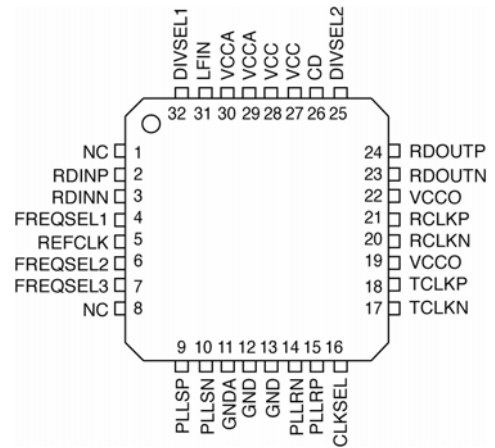 DIVSEL1
LFIN
VCCA
VCCA
VCC
VCC
CD
DIVSEL2
32 31 30 29 28 27 26 25
NC 1
RDINP 2
RDINN 3
FREQSEL1 4
REFCLK 5
FREQSEL2 6
FREQSEL3 7
NC 8
24 RDOUTP
23 RDOUTN
22 VCCO
21 RCLKP
20 RCLKN
19 VCCO
18 TCLKP
17 TCLKN
9 10 11 12 13 14 15 16
PLLSP
PLLSN
GNDA
GND
GND
PLLRN
PLLRP
CLKSEL